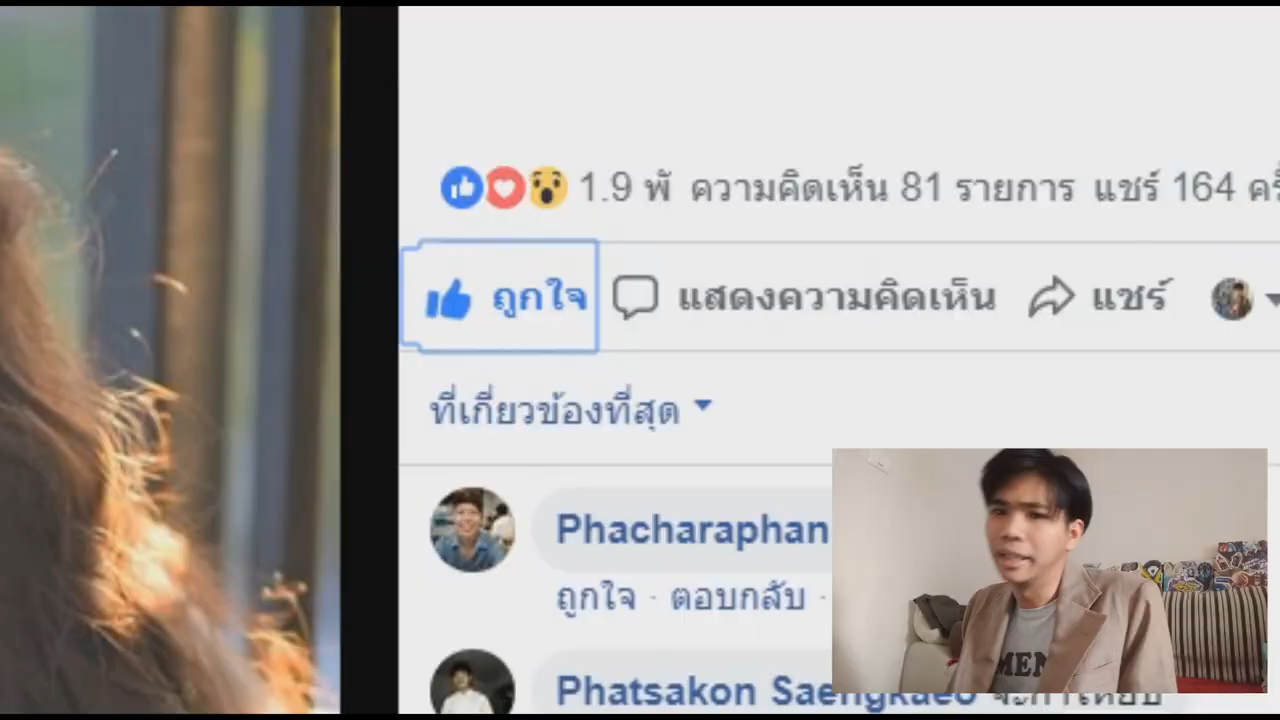 1.9 พั ความคิดเห็น 81 รายการ แชร์ 164
ถูกใจ แสดงความคิดเห็น แชร์
ที่เกี่ยวข้องที่สุด
Phacharaphan
ถูกใจ · ตอบกลับ ·
Phatsakon Saengkaeo
MEN